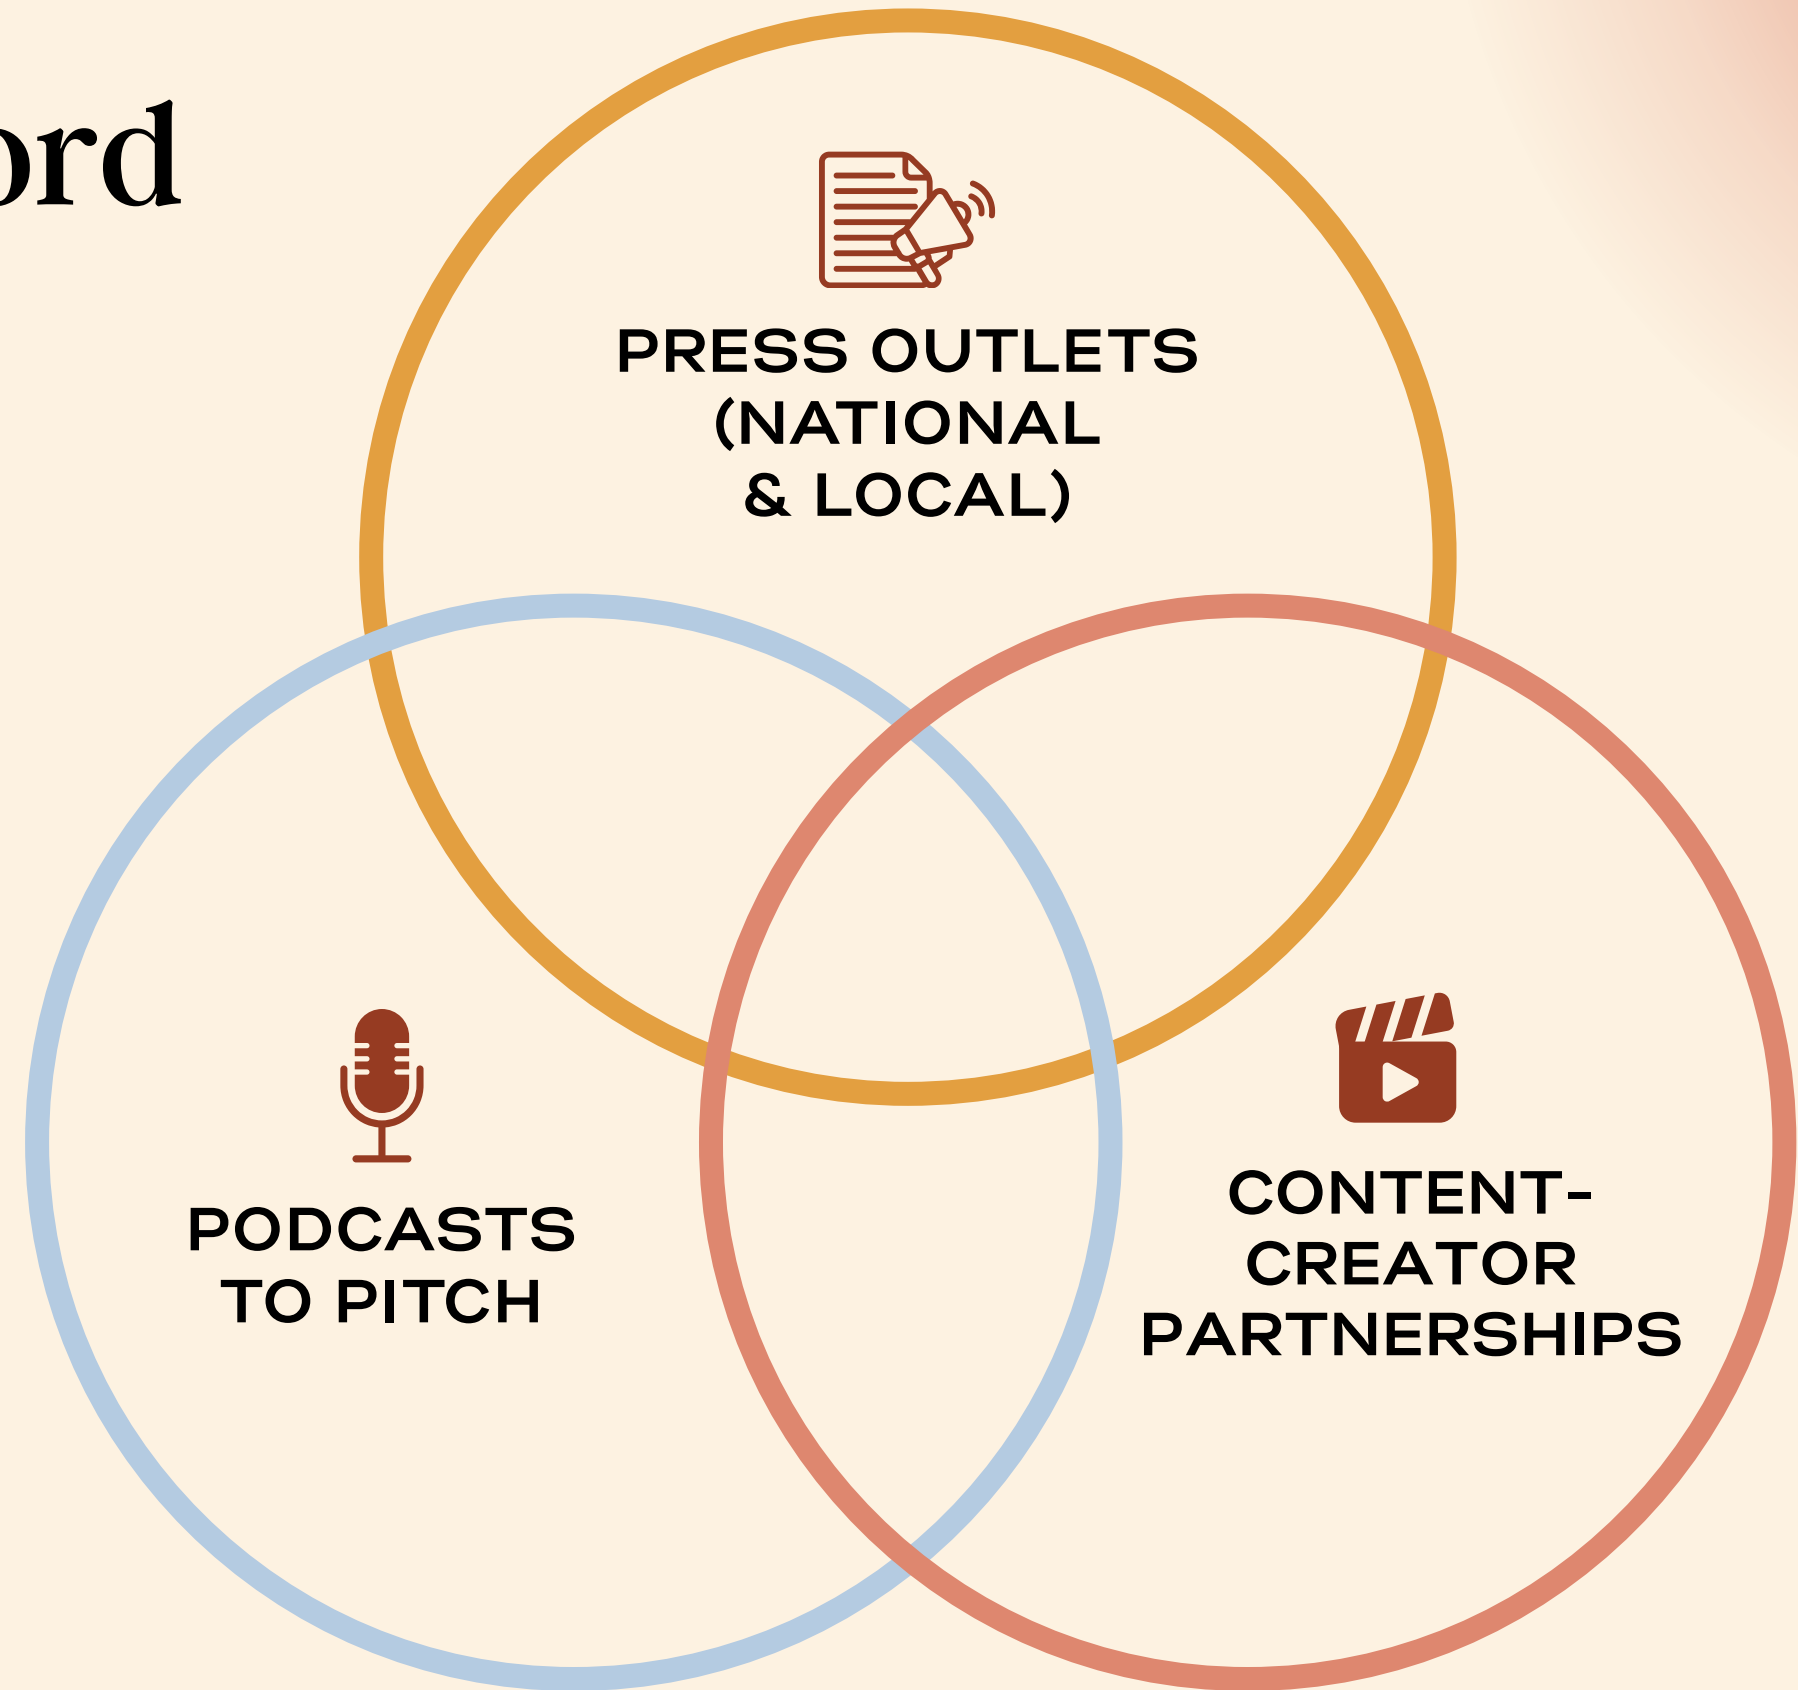 ord
PRESS OUTLETS
(NATIONAL
& LOCAL)
PODCASTS
TO PITCH
CONTENT-
CREATOR
PARTNERSHIPS